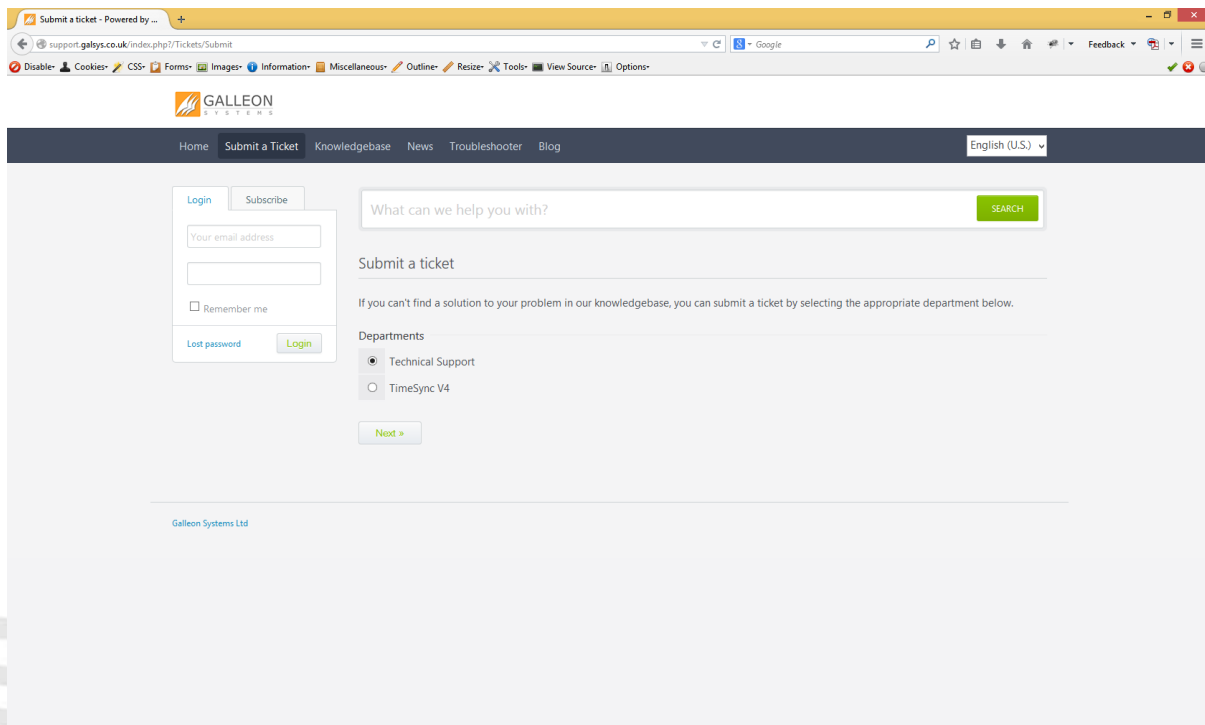 Submit a ticket - Powered by ...
support.galsys.co.uk/index.php?/Tickets/Submit
Google
Feedback
Disable Cookies CSS Forms Images Information Miscellaneous Outline Resize Tools View Source Options
GALLEON
SYSTEMS
Home Submit a Ticket Knowledgebase News Troubleshooter Blog English (U.S.)
Login Subscribe
Your email address
Remember me
Lost password Login
What can we help you with? SEARCH
Submit a ticket
If you can't find a solution to your problem in our knowledgebase, you can submit a ticket by selecting the appropriate department below.
Departments
Technical Support
TimeSync V4
Next »
Galleon Systems Ltd